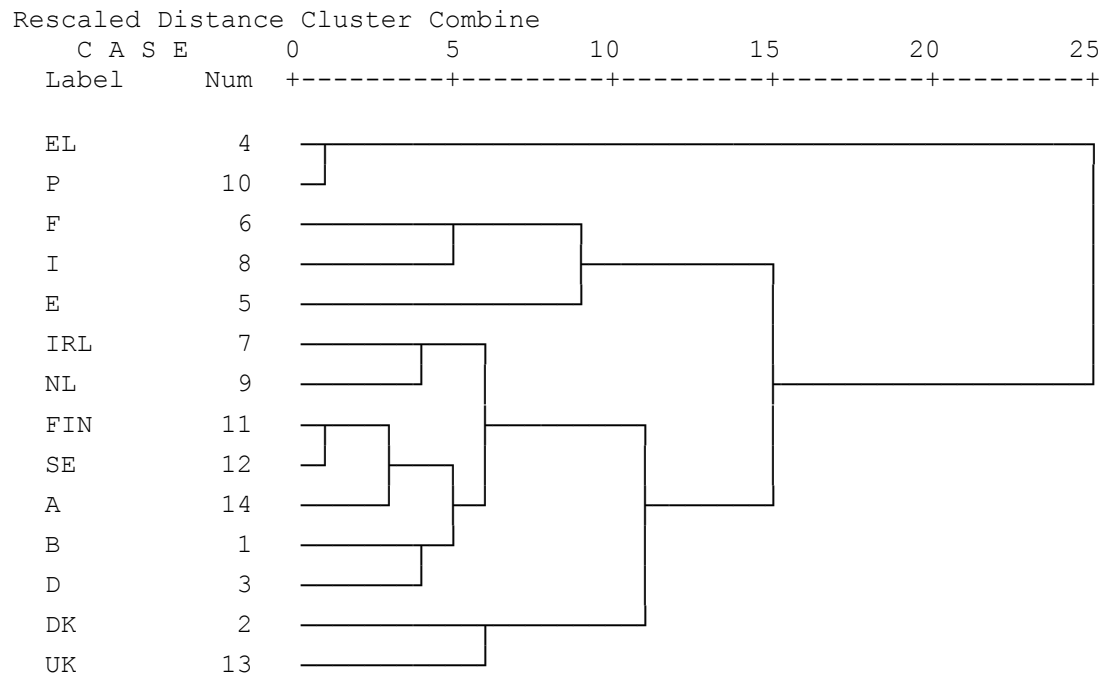 Rescaled Distance Cluster Combine
C A S E 0 5 10 15 20 25
Label Num +---------+---------+---------+---------+---------+
EL 4
P 10
F 6
I 8
E 5
IRL 7
NL 9
FIN 11
SE 12
A 14
B 1
D 3
DK 2
UK 13